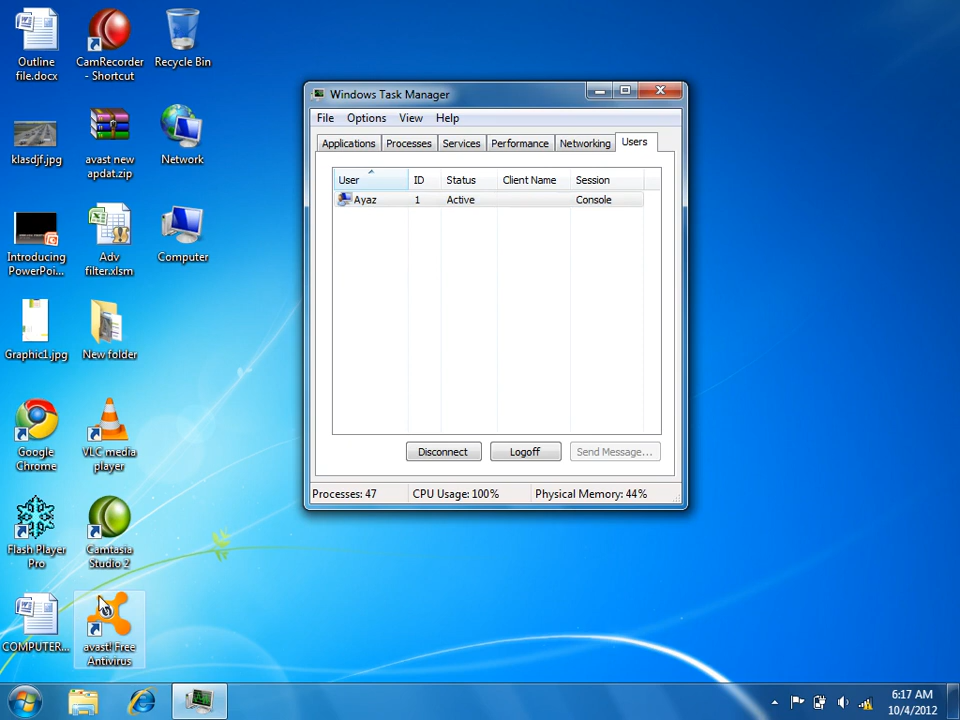 Outline
file.docx
CamRecorder
- Shortcut
Recycle Bin
klasdjf.jpg
avast new
apdat.zip
Network
Introducing
PowerPoi...
Adv
filter.xlsm
Computer
Graphic1.jpg
New folder
Google
Chrome
VLC media
player
Flash Player
Pro
Camtasia
Studio 2
COMPUTER...
avast! Free
Antivirus
Windows Task Manager
File Options View Help
Applications Processes Services Performance Networking Users
User ID Status Client Name Session
Ayaz 1 Active Console
Disconnect Logoff Send Message...
Processes: 47 CPU Usage: 100% Physical Memory: 44%
6:17 AM
10/4/2012